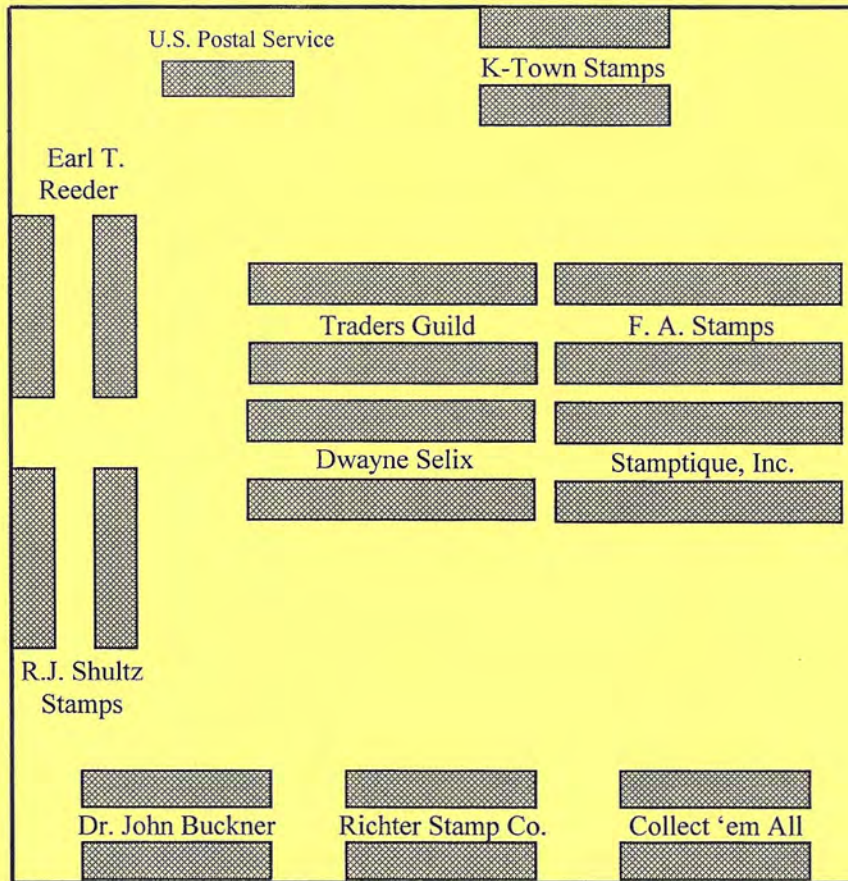 U.S. Postal Service
K-Town Stamps
Earl T.
Reeder
Traders Guild
F. A. Stamps
Dwayne Selix
Stamptique, Inc.
R.J. Shultz
Stamps
Dr. John Buckner
Richter Stamp Co.
Collect ‘em All